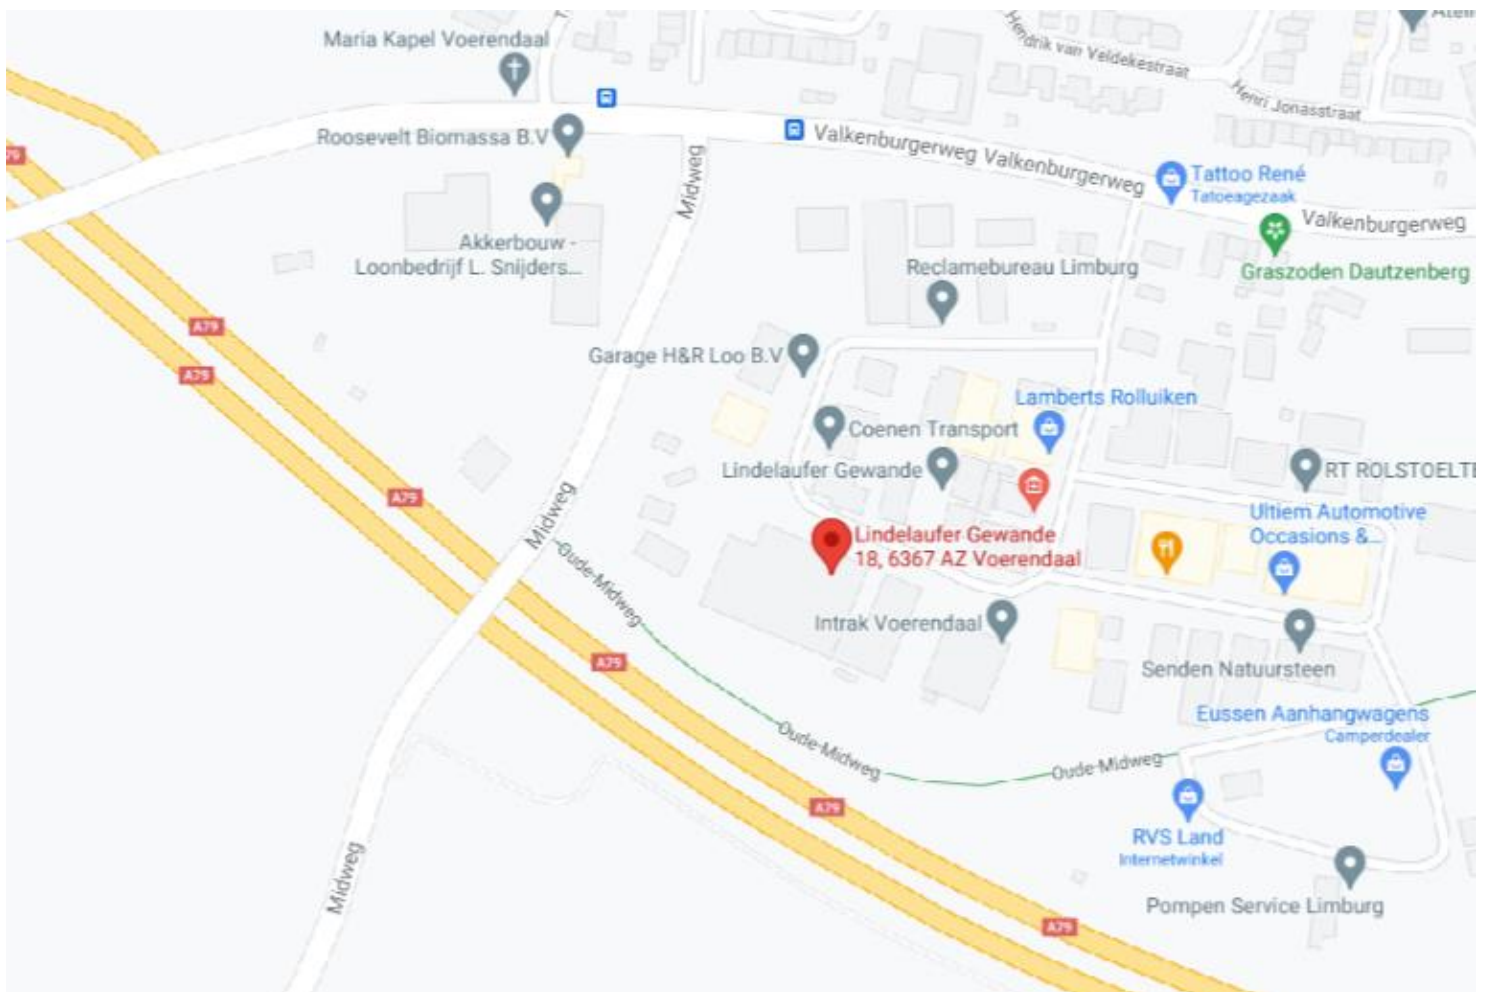 Maria Kapel Voerendaal
Hendrik van Veldekestraat
Henri Jonasstraat
Roosevelt Biomassa B.V
Valkenburgerweg Valkenburgerweg
Midweg
Tattoo René
Tatoeagezaak
Valkenburgerweg
Akkerbouw -
Loonbedrijf L. Snijders...
Reclamebureau Limburg
Graszoden Dautzenberg
A79
A79
A79
Garage H&R Loo B.V
Lamberts Rolluiken
Coenen Transport
Lindelaufer Gewande
RT ROLSTOELTE
A79
Midweg
Ultiem Automotive
Occasions &...
Lindelaufer Gewande
18, 6367 AZ Voerendaal
Oude-Midweg
Intrak Voerendaal
A79
Senden Natuursteen
Eussen Aanhangwagens
Camperdealer
Oude-Midweg
Oude-Midweg
A79
RVS Land
Internetwinkel
Midweg
Pompen Service Limburg
A79